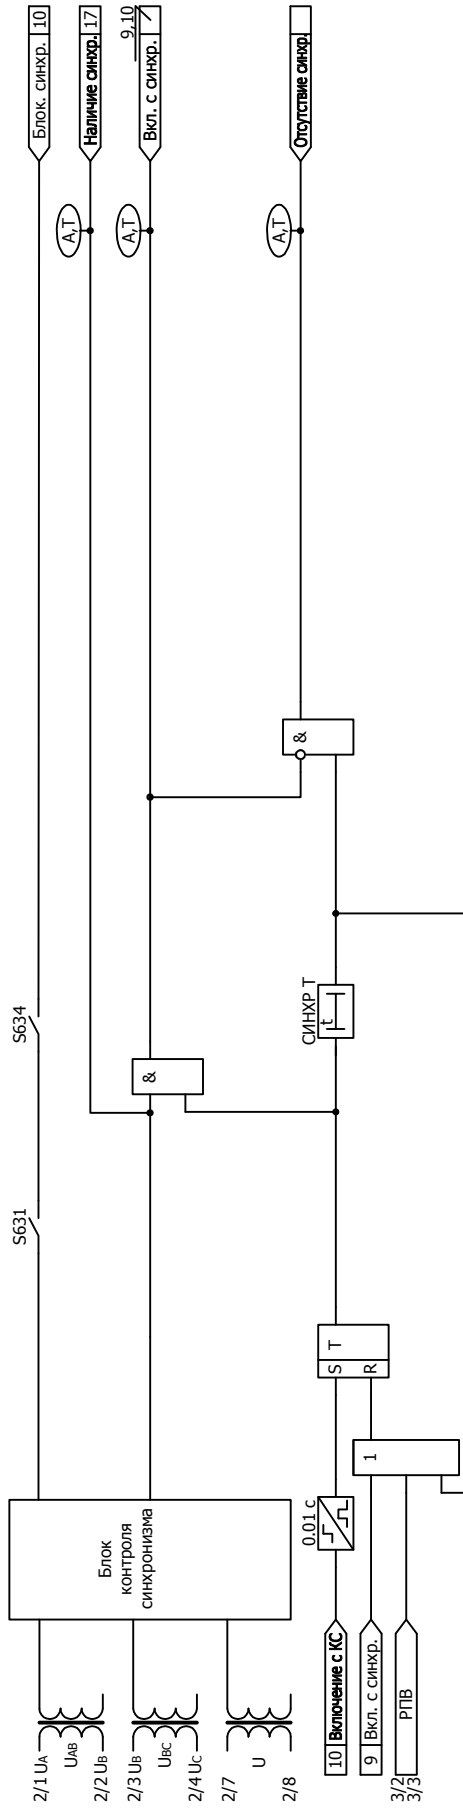 2/1 UA
UAB
2/2 UB
2/3 UB
UBC
2/4 UC
2/7
U
2/8
Блок
контроля
синхронизма
S631
S634
Блок. синхр. 10
A,T
Наличие синхр. 17
&
A,T
9,10
Вкл. с синхр.
10 Включение с КС
0.01 с
9 Вкл. с синхр.
3/2
3/3
РПВ
1
S T
R
СИНХР Т
t
&
A,T
Отсутствие синхр.